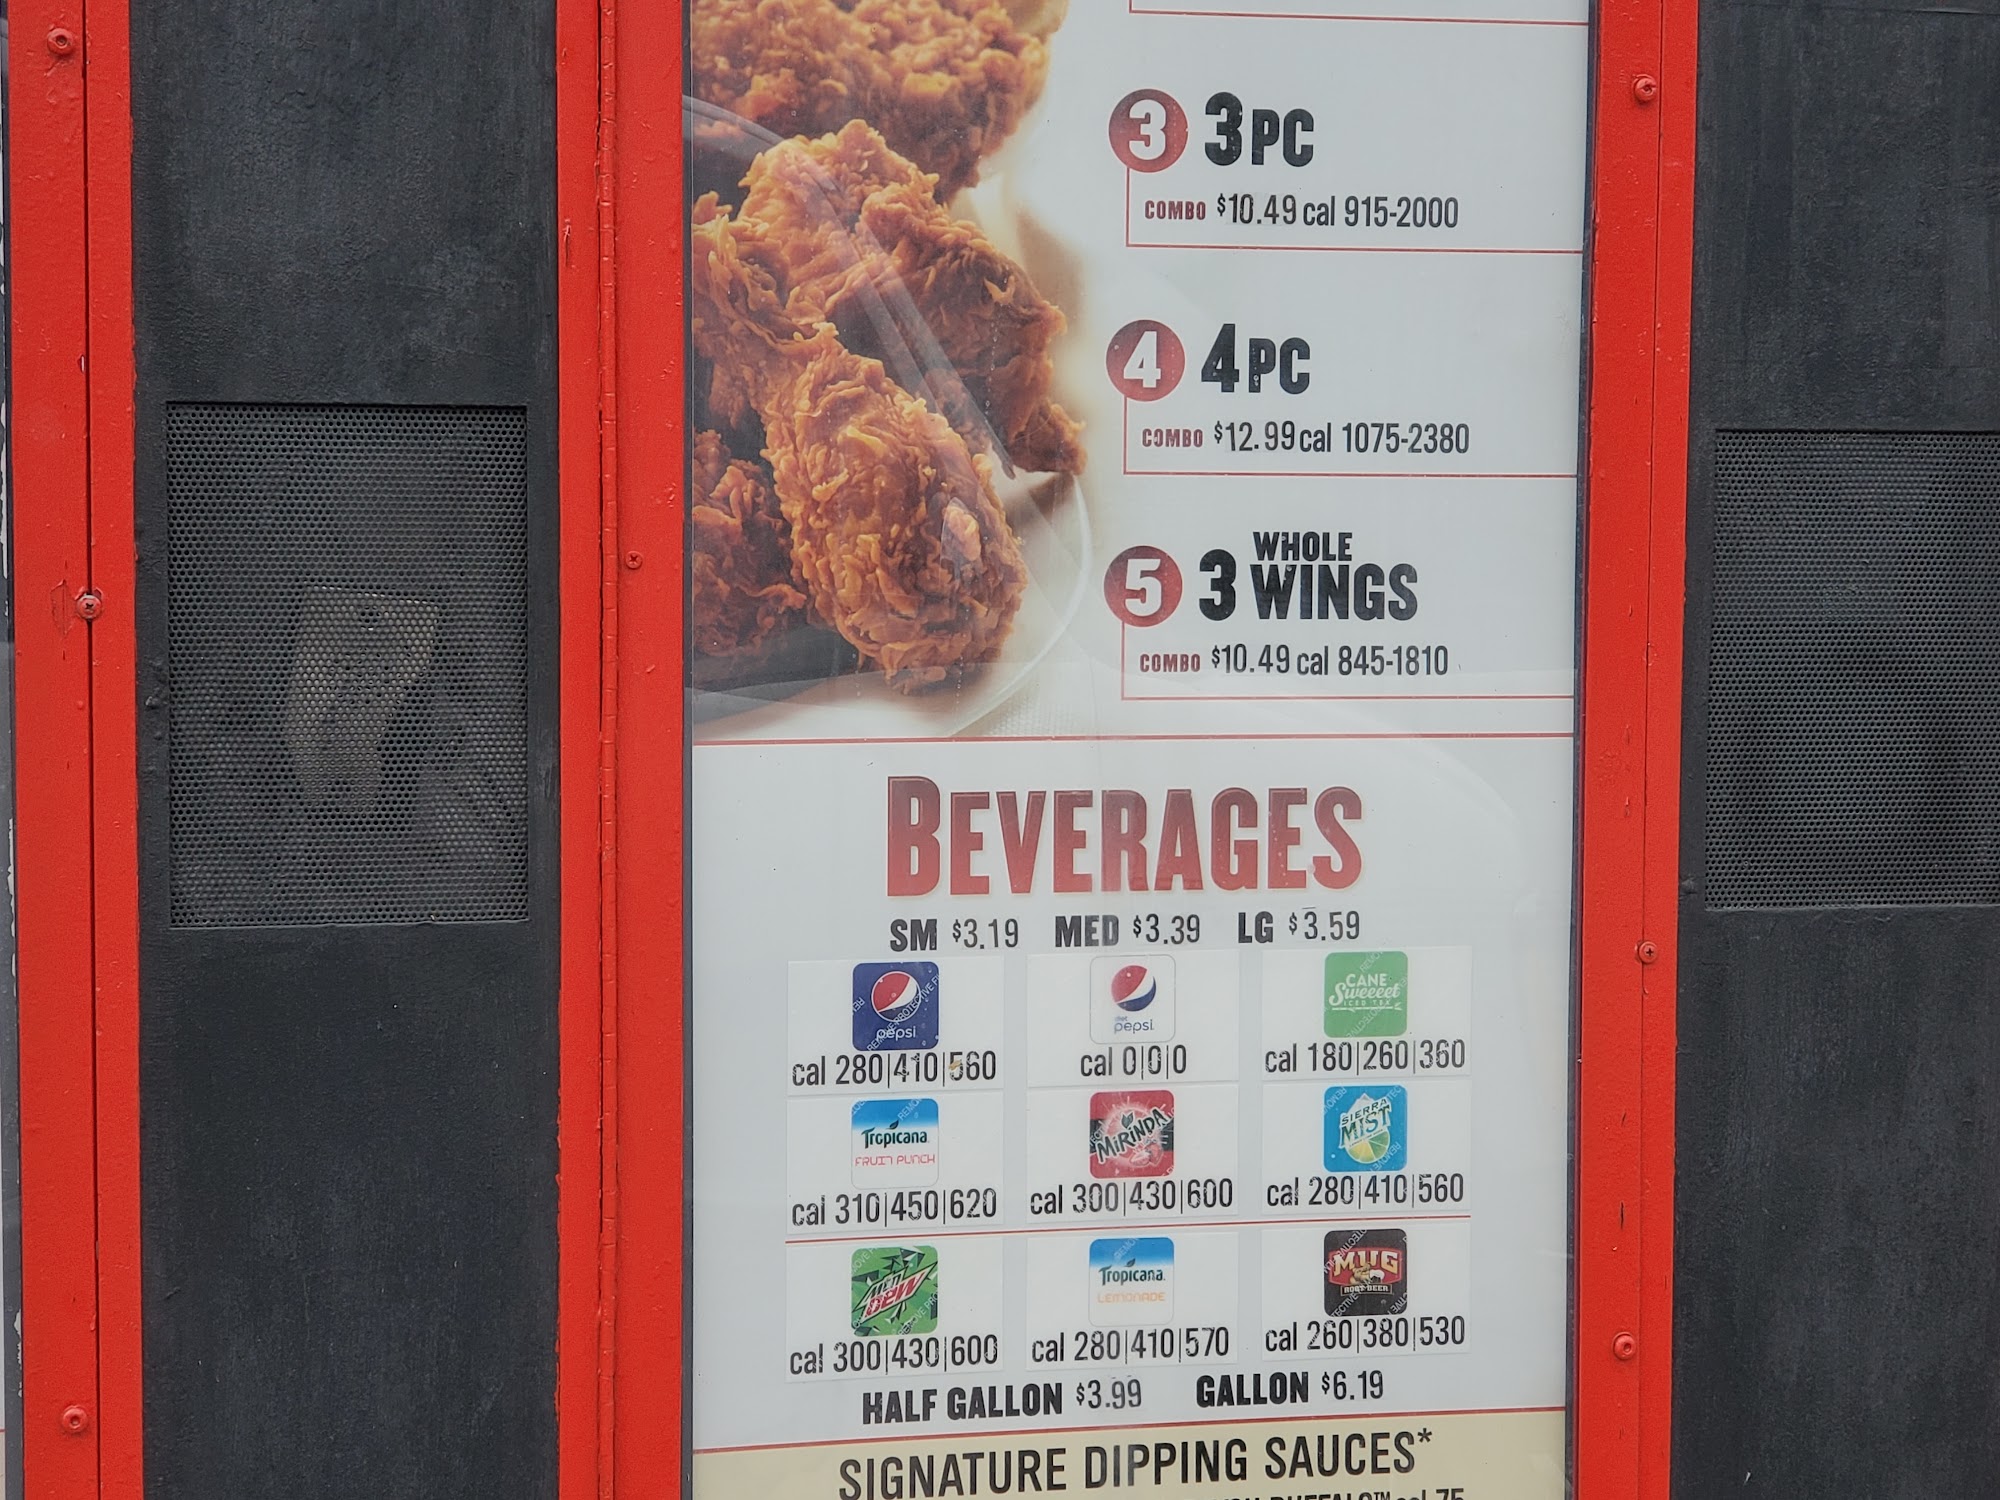 3 3PC
COMBO $10.49 cal 915-2000
4 4PC
COMBO $12.99 cal 1075-2380
5 3 WHOLE WINGS
COMBO $10.49 cal 845-1810
BEVERAGES
SM $3.19 MED $3.39 LG $3.59
pepsi
diet pepsi
CANE Sweeeet ICED TEA
cal 280|410|560
cal 0|0|0
cal 180|260|360
Tropicana FRUIT PUNCH
MiRiNDA
SIERRA MIST
cal 310|450|620
cal 300|430|600
cal 280|410|560
MTN DEW
Tropicana LEMONADE
MUG ROOT BEER
cal 300|430|600
cal 280|410|570
cal 260|380|530
HALF GALLON $3.99 GALLON $6.19
SIGNATURE DIPPING SAUCES*